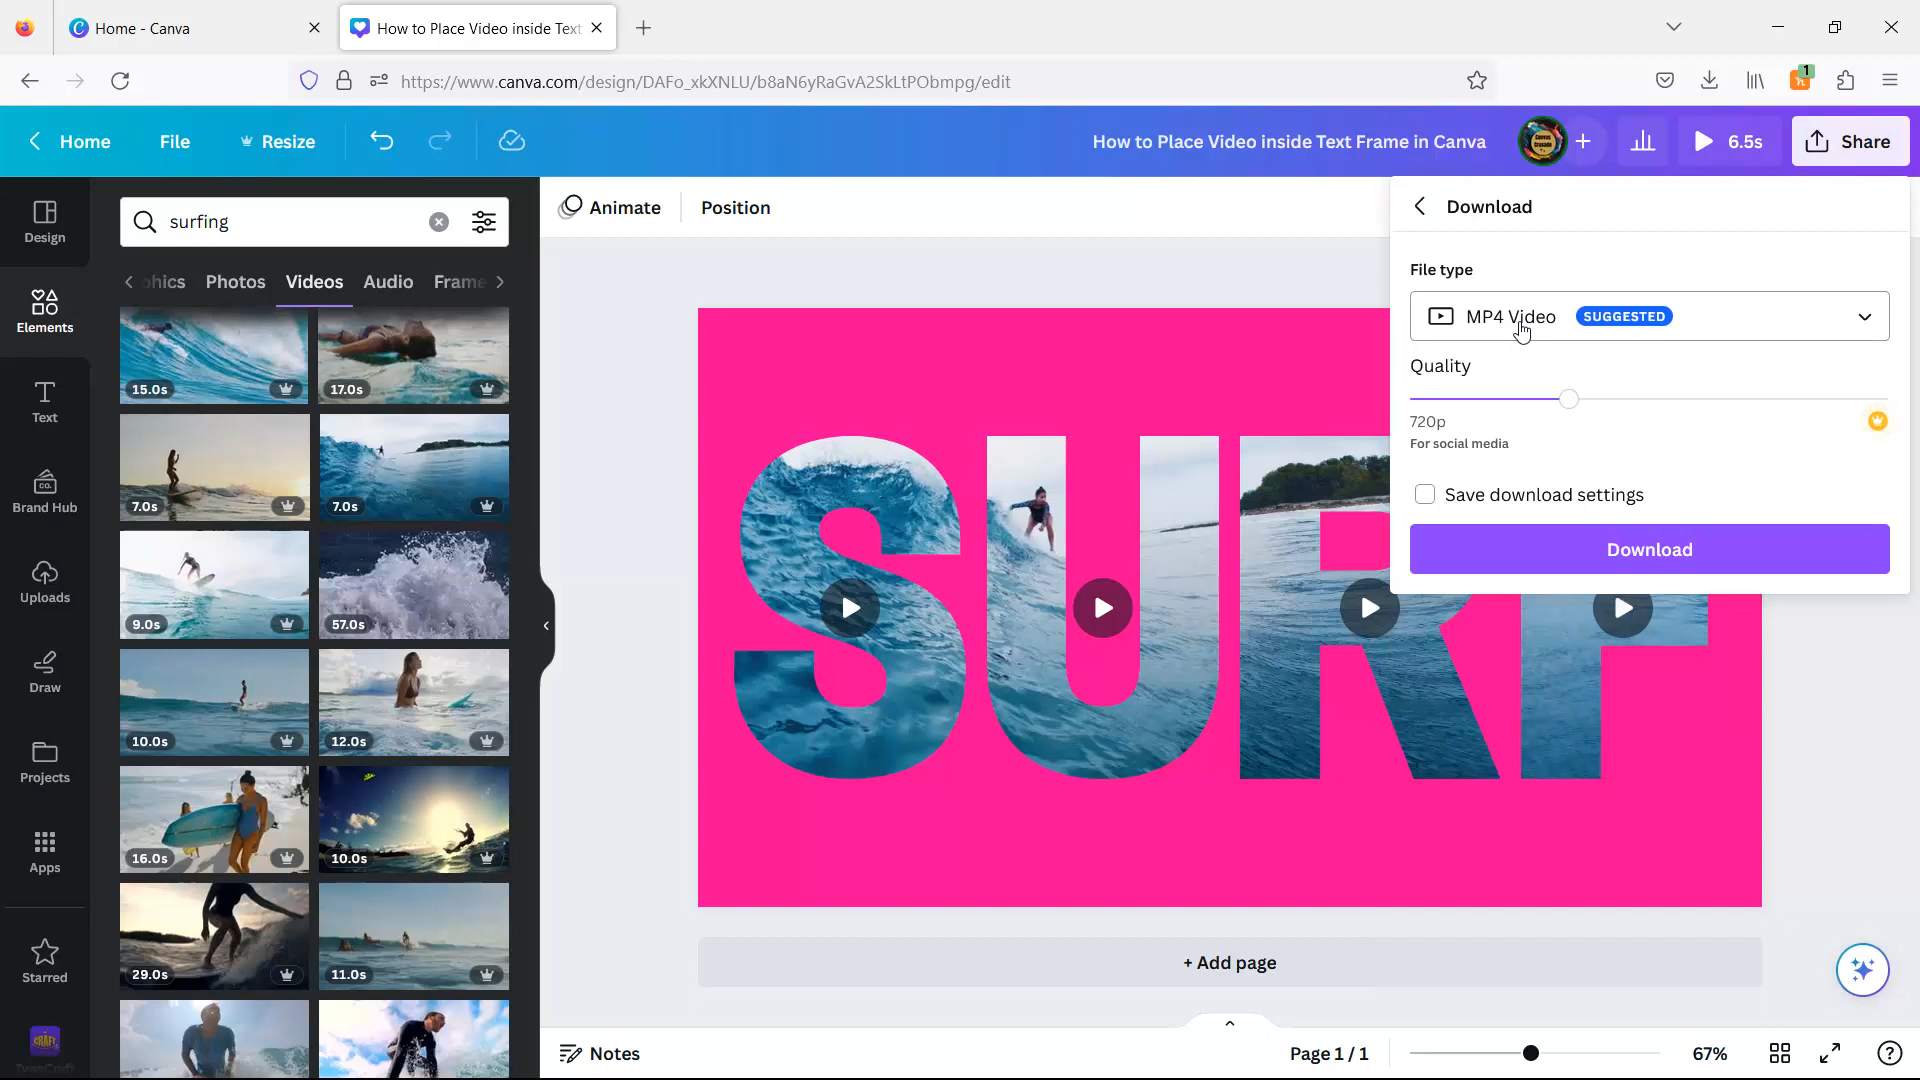 Home - Canva
How to Place Video inside Text
https://www.canva.com/design/DAFo_xkXNLU/b8aN6yRaGvA2SkLtPObmpg/edit
1
Home
File
Resize
How to Place Video inside Text Frame in Canva
6.5s
Share
Design
Elements
Text
Brand Hub
Uploads
Draw
Projects
Apps
Starred
CRAFT
surfing
phics
Photos
Videos
Audio
Frame
15.0s
17.0s
7.0s
7.0s
9.0s
57.0s
10.0s
12.0s
16.0s
10.0s
29.0s
11.0s
Animate
Position
SURF
Download
File type
MP4 Video
SUGGESTED
Quality
720p
For social media
Save download settings
Download
+ Add page
Notes
Page 1 / 1
67%